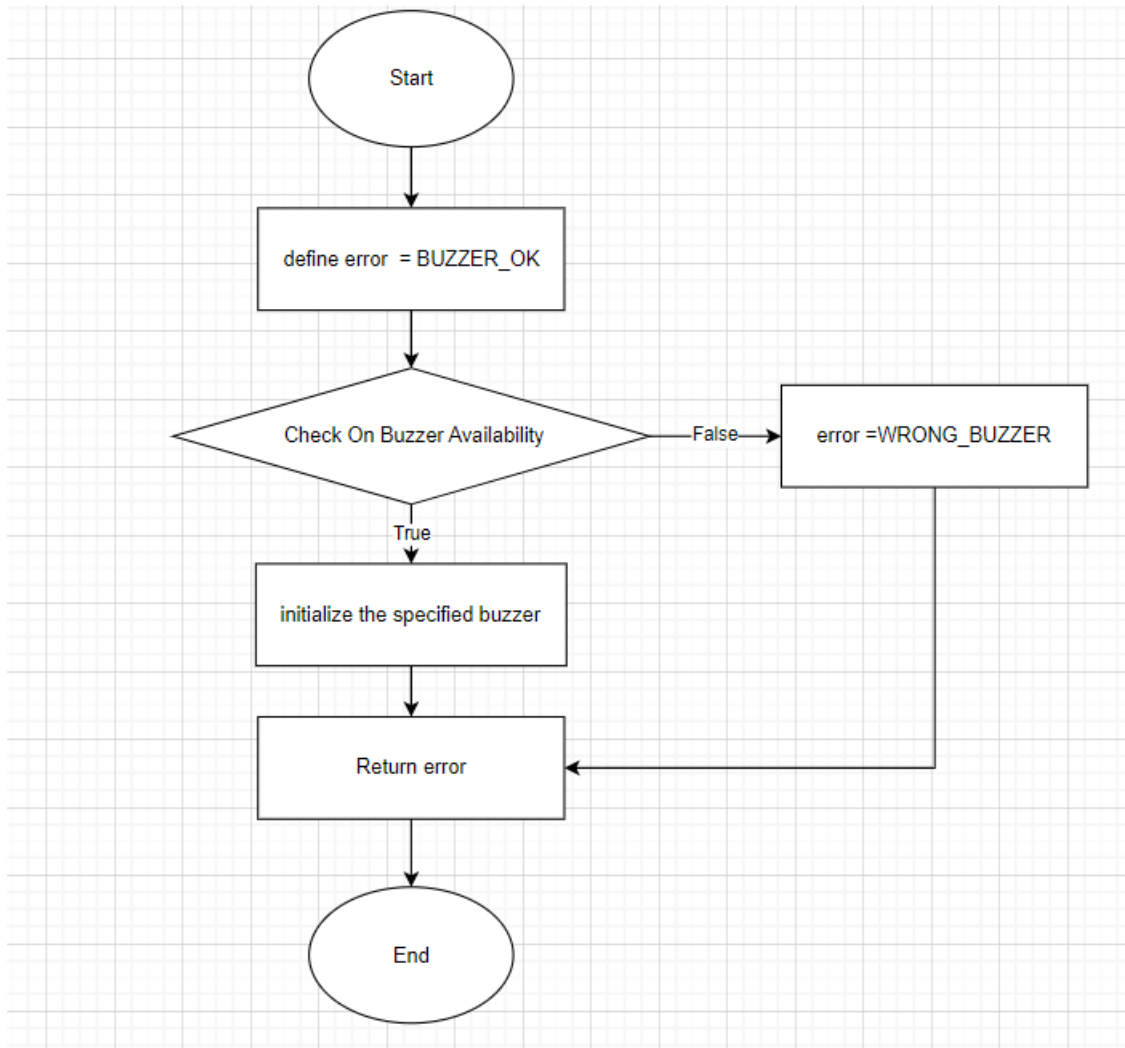 Start
define error  = BUZZER_OK
Check On Buzzer Availability
False
error =WRONG_BUZZER
True
initialize the specified buzzer
Return error
End